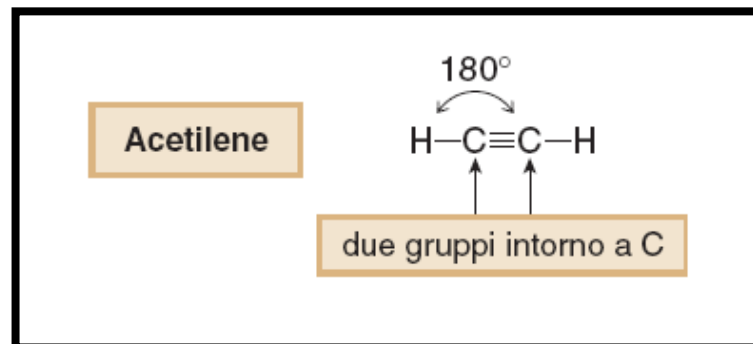 180°
Acetilene
H–C≡C–H
due gruppi intorno a C